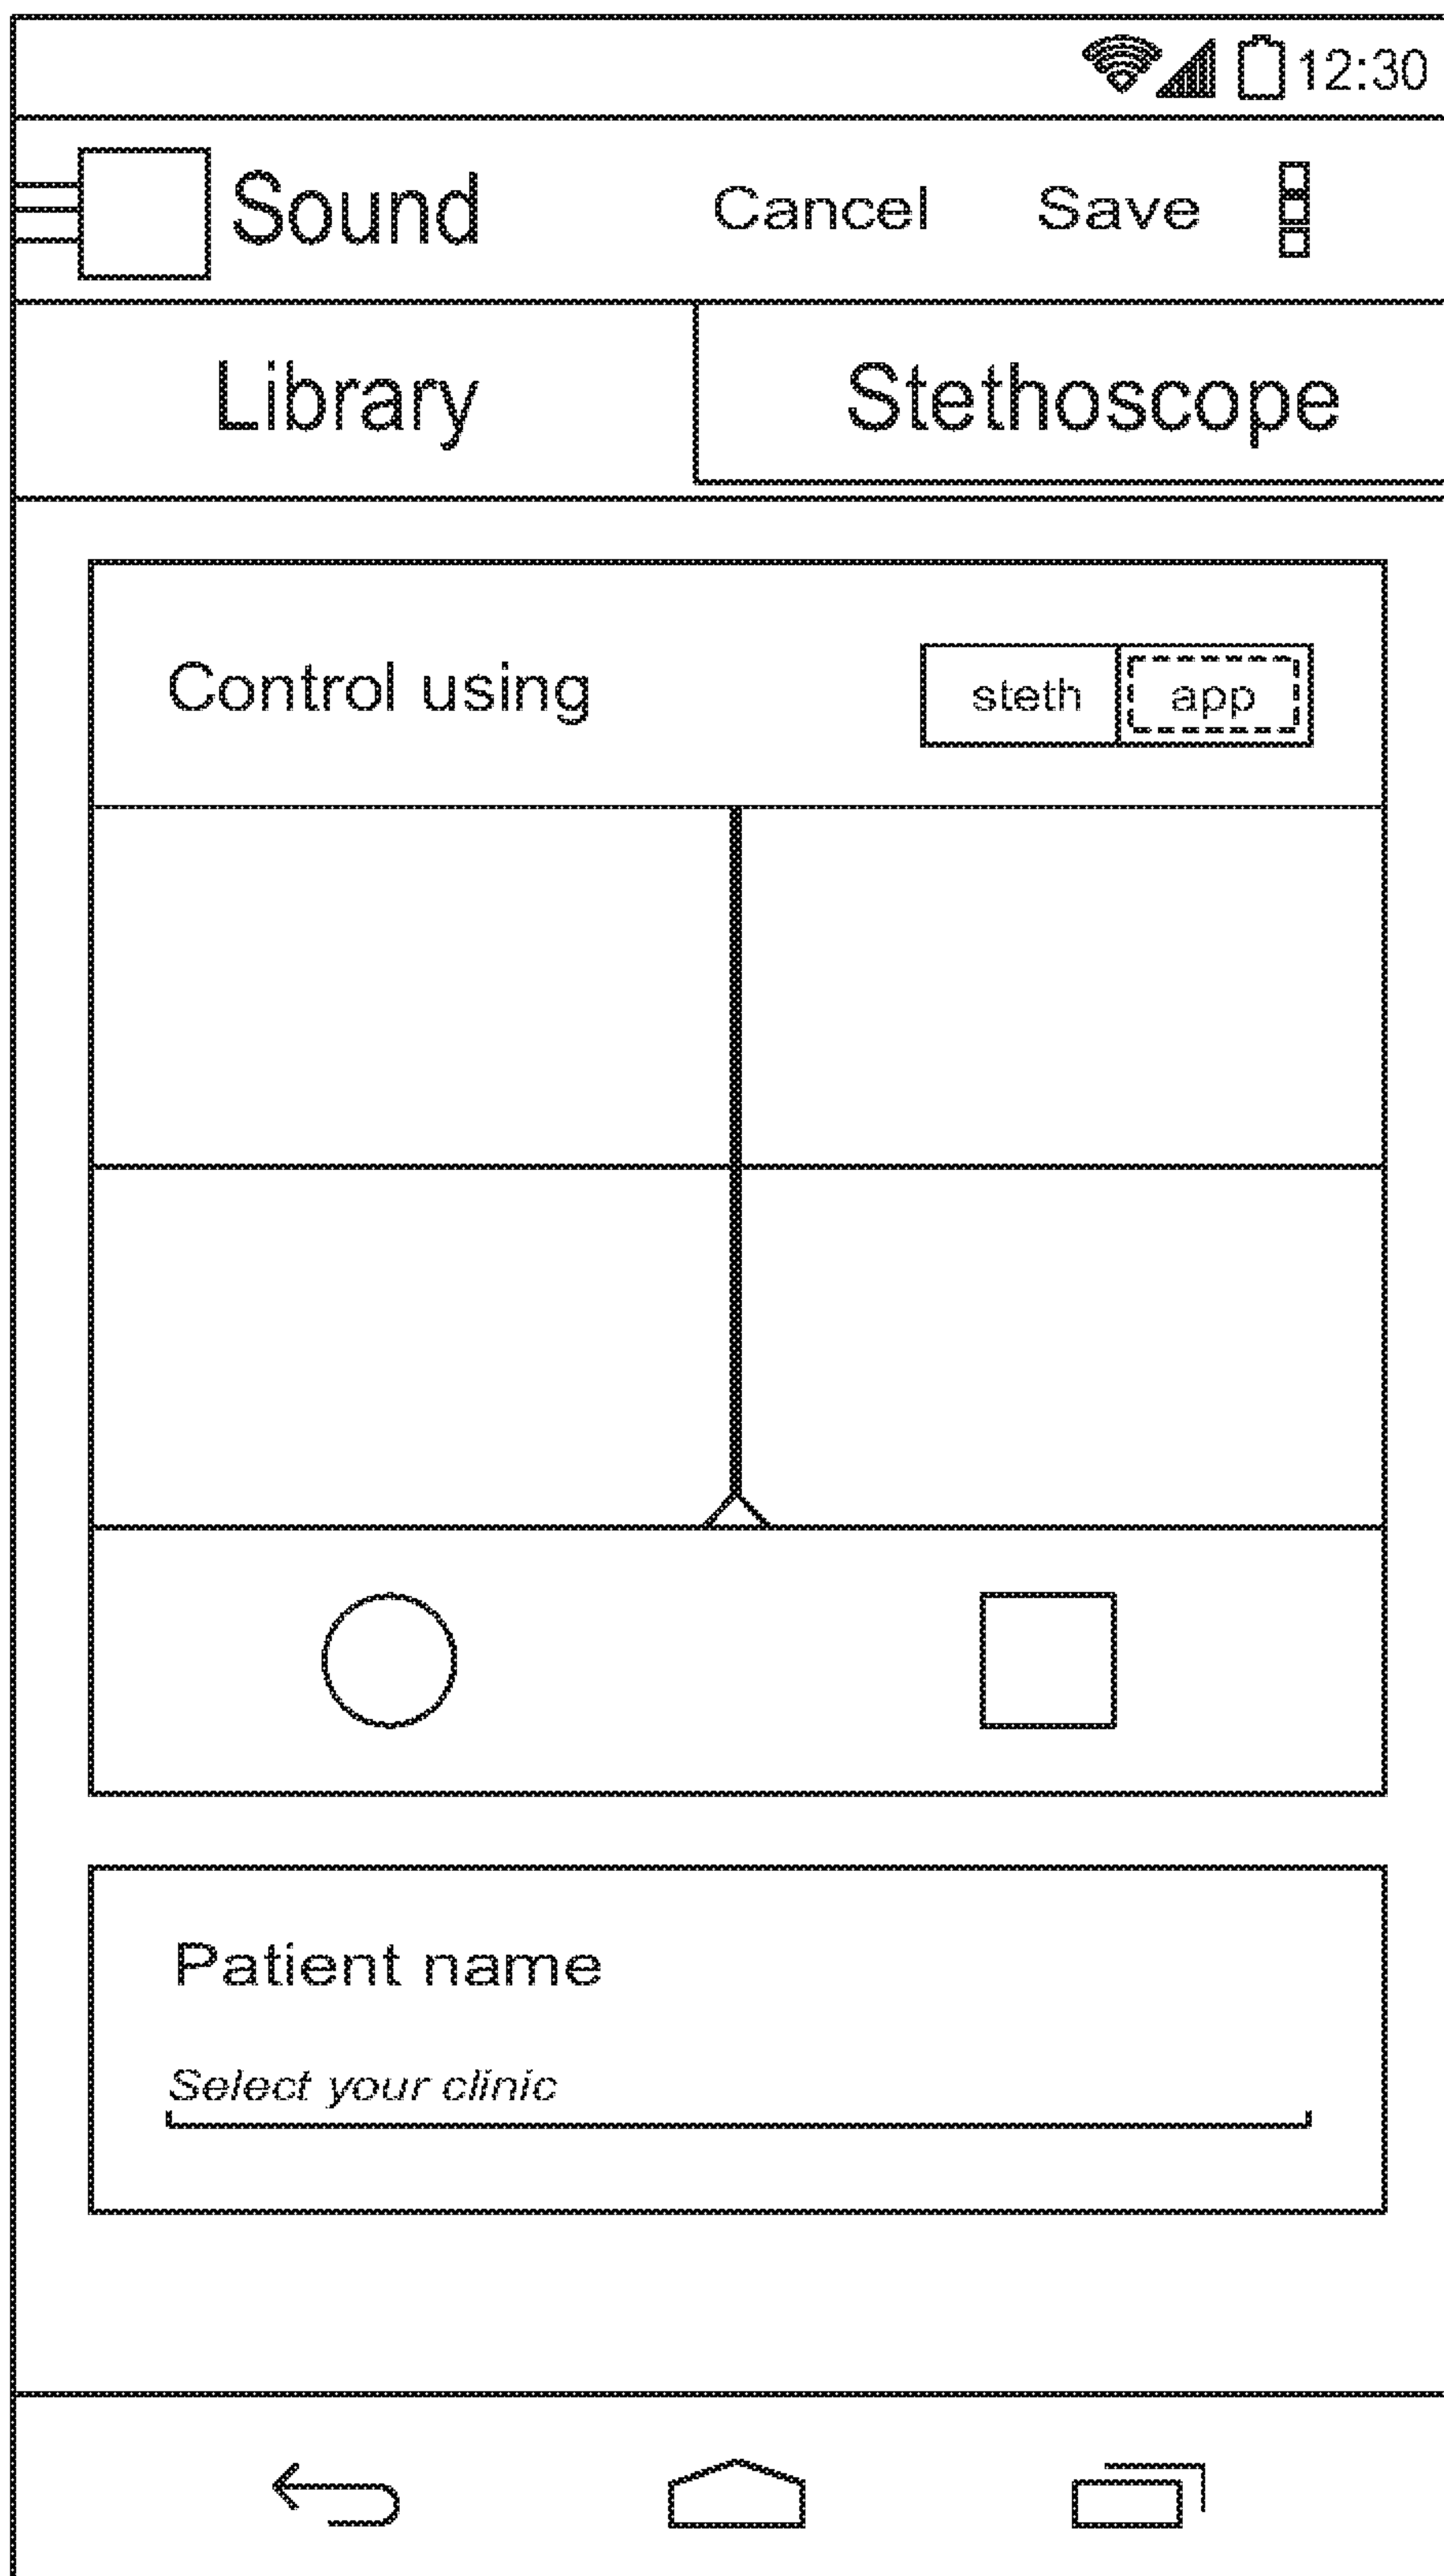 12:30
Sound Cancel Save
Library Stethoscope
Control using steth app
Patient name
Select your clinic